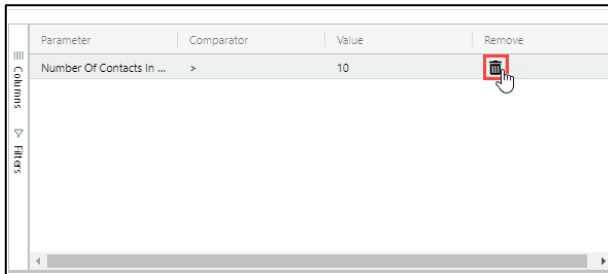 Parameter Comparator Value Remove
Number Of Contacts In ... > 10
Columns
Filters